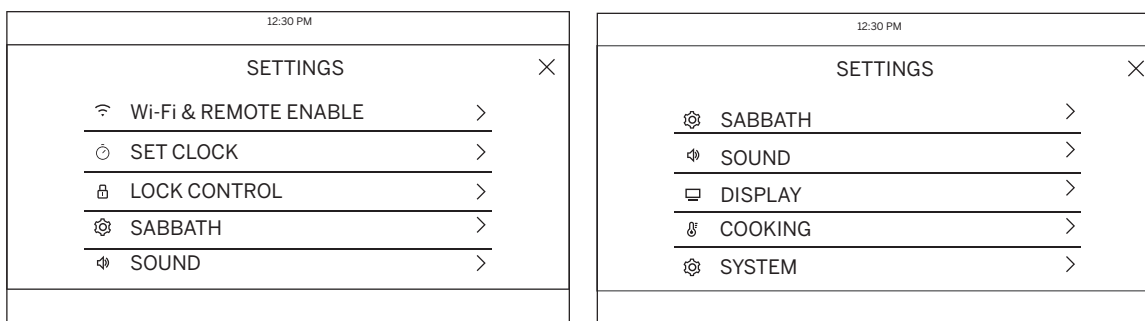 12:30 PM
SETTINGS
Wi-Fi & REMOTE ENABLE
SET CLOCK
LOCK CONTROL
SABBATH
SOUND
12:30 PM
SETTINGS
SABBATH
SOUND
DISPLAY
COOKING
SYSTEM